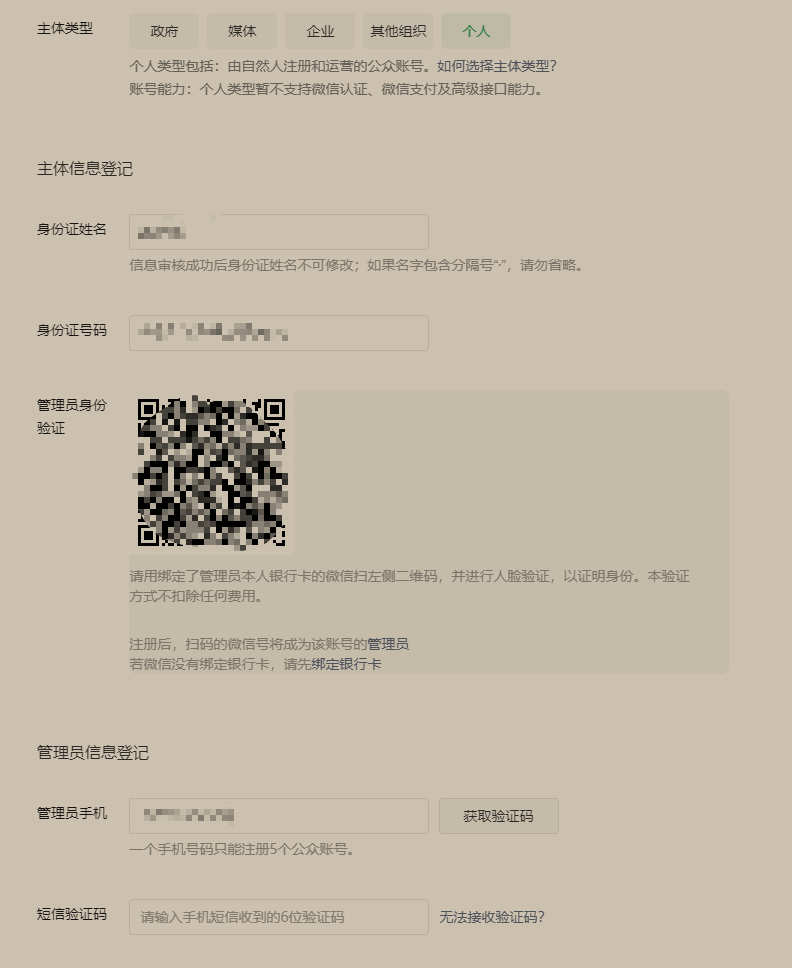 主体类型 政府 媒体 企业 其他组织 个人
个人类型包括：由自然人注册和运营的公众账号。如何选择主体类型?
账号能力：个人类型暂不支持微信认证、微信支付及高级接口能力。
主体信息登记
身份证姓名
信息审核成功后身份证姓名不可修改；如果名字包含分隔号“·”，请勿省略。
身份证号码
管理员身份
验证
请用绑定了管理员本人银行卡的微信扫左侧二维码，并进行人脸验证，以证明身份。本验证
方式不扣除任何费用。
注册后，扫码的微信号将成为该账号的管理员
若微信没有绑定银行卡，请先绑定银行卡
管理员信息登记
管理员手机 获取验证码
一个手机号码只能注册5个公众账号。
短信验证码 请输入手机短信收到的6位验证码 无法接收验证码?